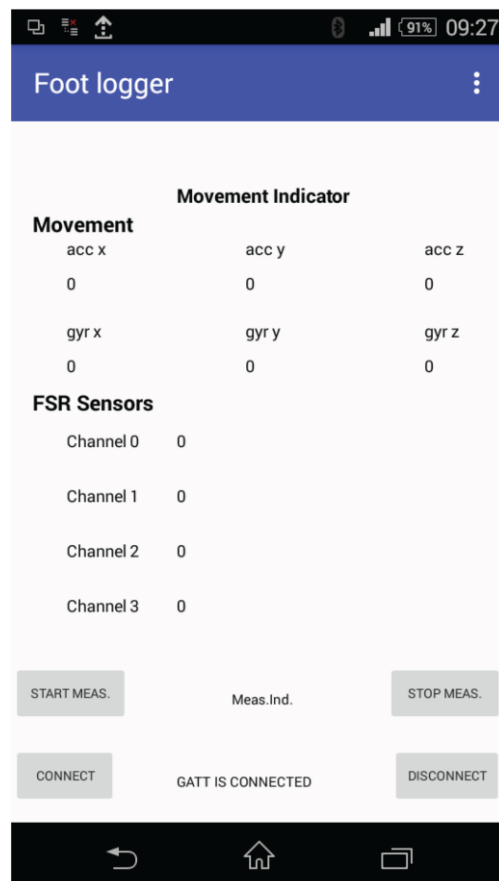 91% 09:27
Foot logger
Movement Indicator
Movement
acc x acc y acc z
0 0 0
gyr x gyr y gyr z
0 0 0
FSR Sensors
Channel 0 0
Channel 1 0
Channel 2 0
Channel 3 0
START MEAS. Meas.Ind. STOP MEAS.
CONNECT GATT IS CONNECTED DISCONNECT